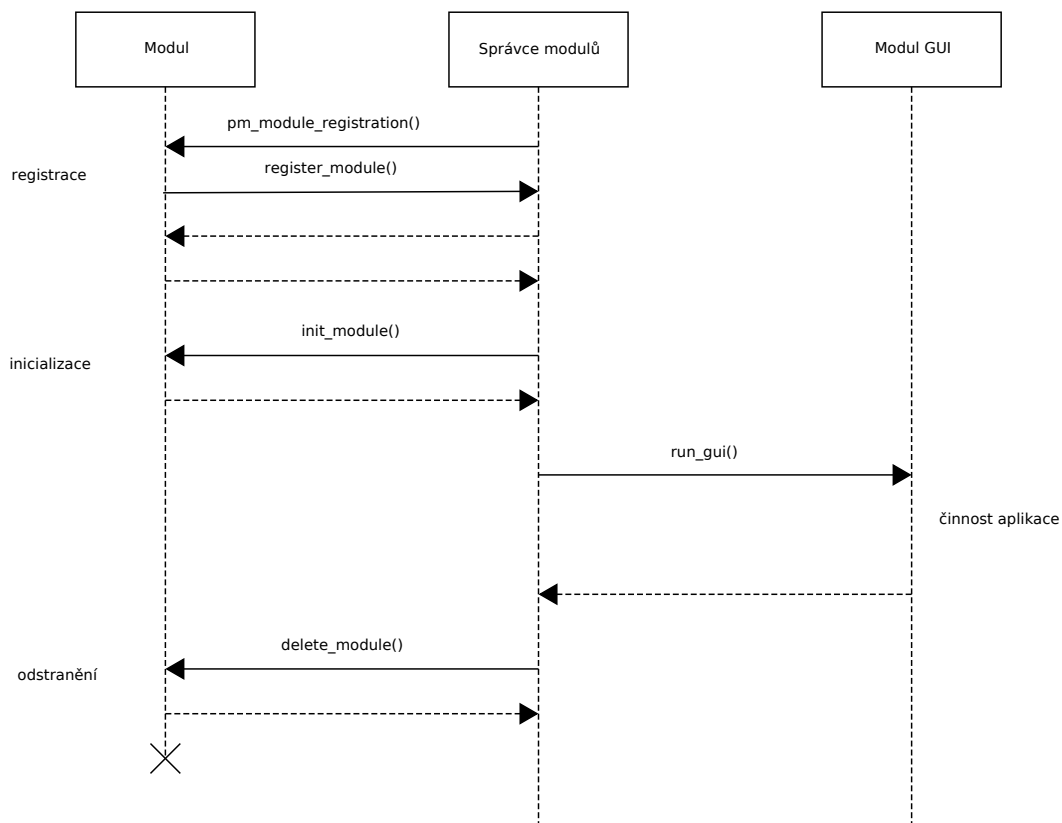 Modul
Správce modulů
Modul GUI
pm_module_registration()
registrace
register_module()
init_module()
inicializace
run_gui()
činnost aplikace
delete_module()
odstranění